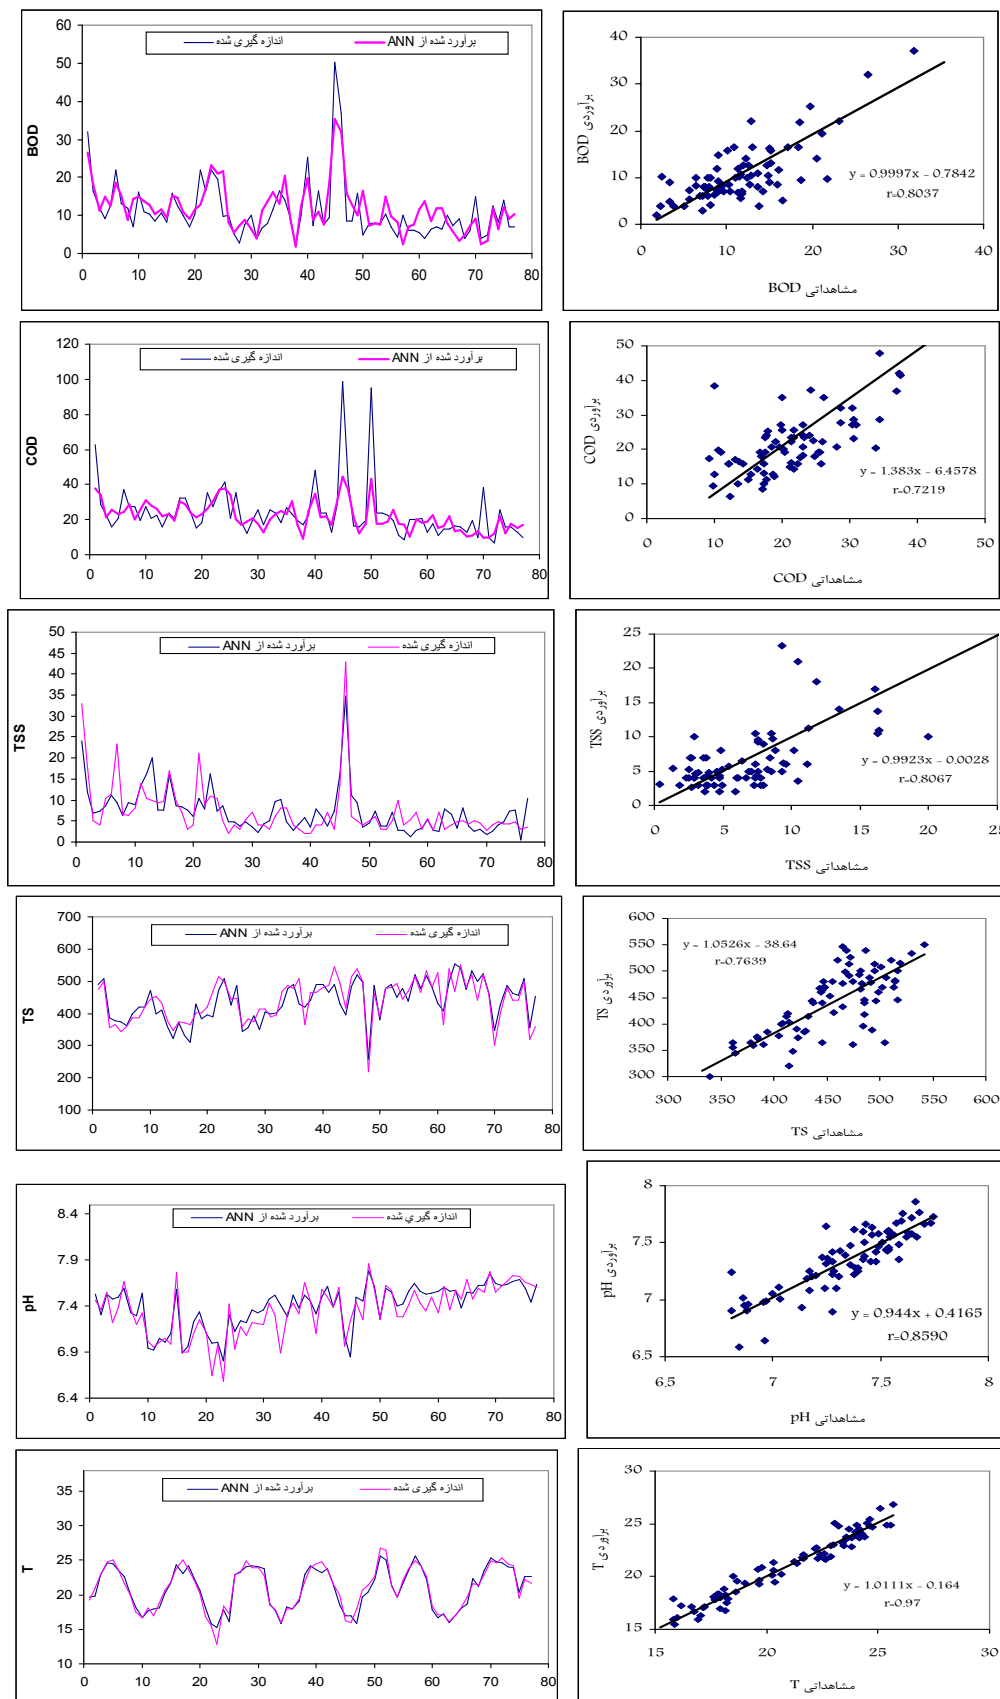 60
50
40
30
20
10
0
BOD
اندازه گیری شده
برآورد شده از ANN
0 10 20 30 40 50 60 70 80
40
30
20
10
0
BOD برآوردی
y = 0.9997x - 0.7842
r=0.8037
0 10 20 30 40
BOD مشاهداتی
120
100
80
60
40
20
0
COD
اندازه گیری شده
برآورد شده از ANN
0 10 20 30 40 50 60 70 80
50
40
30
20
10
0
COD برآوردی
y = 1.383x - 6.4578
r=0.7219
0 10 20 30 40 50
COD مشاهداتی
50
45
40
35
30
25
20
15
10
5
0
TSS
برآورد شده از ANN
اندازه گیری شده
0 10 20 30 40 50 60 70 80
25
20
15
10
5
0
TSS برآوردی
y = 0.9923x - 0.0028
r=0.8067
0 5 10 15 20 25
TSS مشاهداتی
700
600
500
400
300
200
100
TS
برآورد شده از ANN
اندازه گیری شده
0 10 20 30 40 50 60 70 80
600
550
500
450
400
350
300
TS برآوردی
y = 1.0526x - 38.64
r=0.7639
300 350 400 450 500 550 600
TS مشاهداتی
8.4
7.9
7.4
6.9
6.4
pH
برآورد شده از ANN
اندازه گيري شده
0 10 20 30 40 50 60 70 80
8
7.5
7
6.5
pH برآوردی
y = 0.944x + 0.4165
r=0.8590
6.5 7 7.5 8
pH مشاهداتی
35
30
25
20
15
10
T
برآورد شده از ANN
اندازه گیری شده
0 10 20 30 40 50 60 70 80
30
25
20
15
T برآوردی
y = 1.0111x - 0.164
r=0.97
15 20 25 30
T مشاهداتی